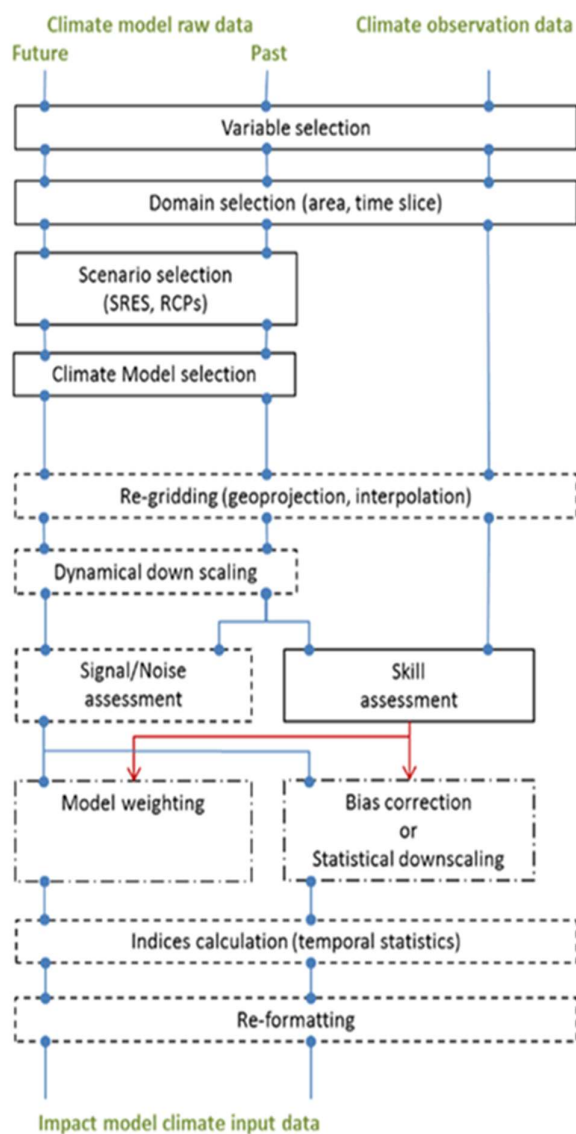 Climate model raw data
Climate observation data
Future
Past
Variable selection
Domain selection (area, time slice)
Scenario selection
(SRES, RCPs)
Climate Model selection
Re-gridding (geoprojection, interpolation)
Dynamical down scaling
Signal/Noise
assessment
Skill
assessment
Model weighting
Bias correction
or
Statistical downscaling
Indices calculation (temporal statistics)
Re-formatting
Impact model climate input data